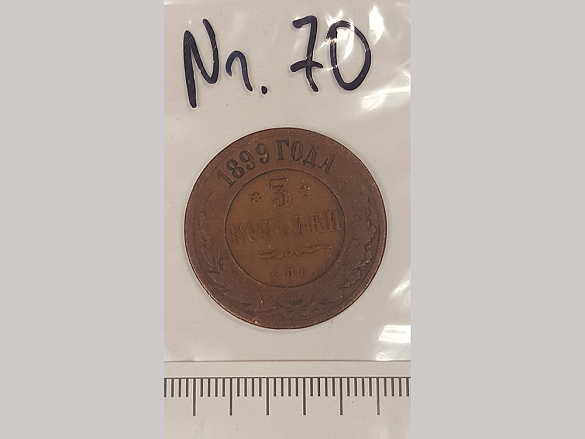 Nr. 70
1899 ГОДА
* 3 *
КОПѢЙКИ
С.П.Б.